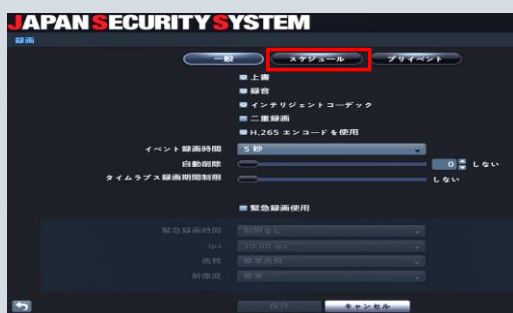 JAPAN SECURITY SYSTEM
録画
一般 スケジュール プリイベント
上書
録音
インテリジェントコーデック
二重録画
H.265 エンコードを使用
イベント録画時間 5 秒
自動削除 0 しない
タイムラプス録画期間制限 しない
緊急録画使用
緊急録画時間 制限なし
ips 30.00 ips
画質 標準画質
解像度 標準
保存 キャンセル